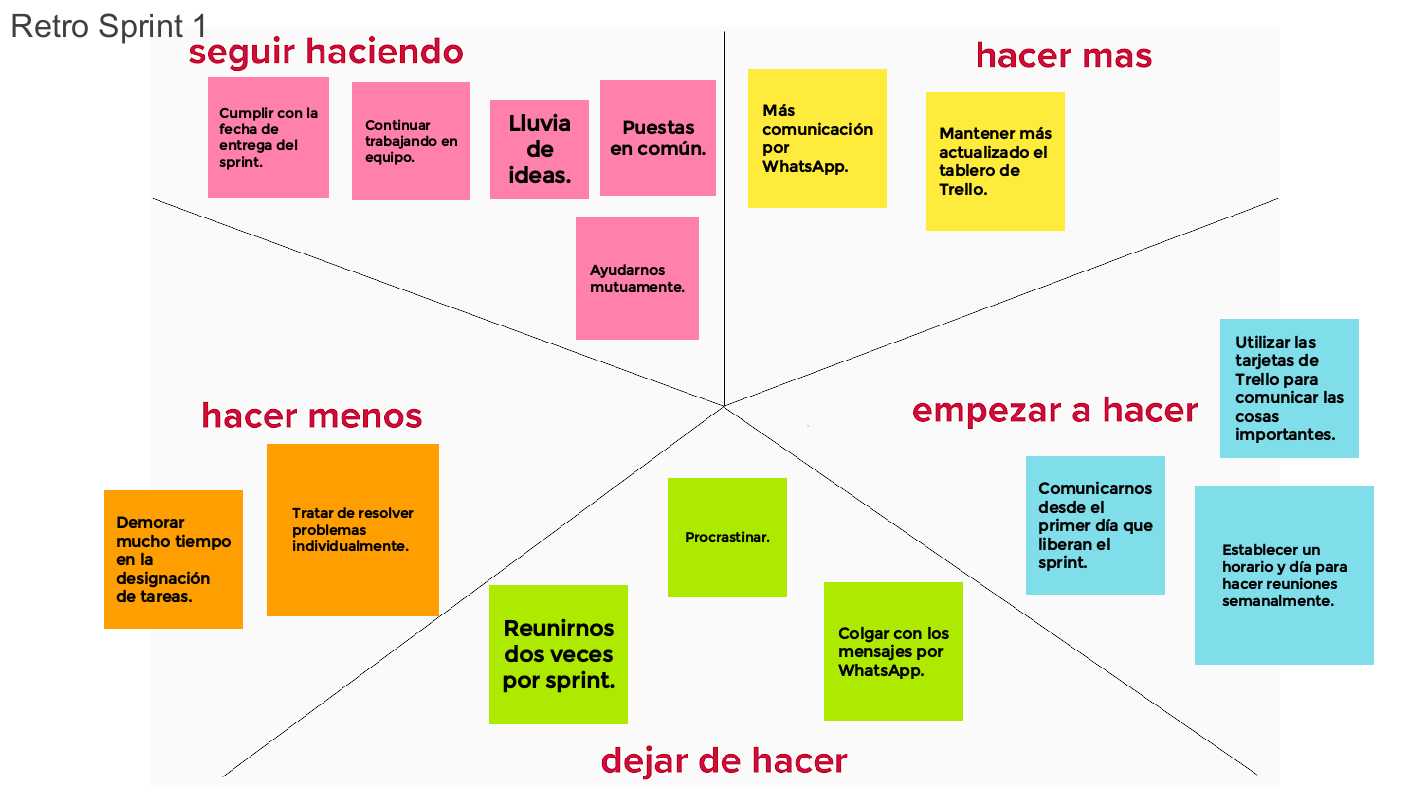 Retro Sprint 1
seguir haciendo
Cumplir con la
fecha de
entrega del
sprint.
Continuar
trabajando en
equipo.
Lluvia
de
ideas.
Puestas
en común.
Ayudarnos
mutuamente.
hacer mas
Más
comunicación
por
WhatsApp.
Mantener más
actualizado el
tablero de
Trello.
hacer menos
Demorar
mucho tiempo
en la
designación
de tareas.
Tratar de resolver
problemas
individualmente.
empezar a hacer
Utilizar las
tarjetas de
Trello para
comunicar las
cosas
importantes.
Comunicarnos
desde el
primer día que
liberan el
sprint.
Establecer un
horario y día para
hacer reuniones
semanalmente.
Procrastinar.
Reunirnos
dos veces
por sprint.
Colgar con los
mensajes por
WhatsApp.
dejar de hacer